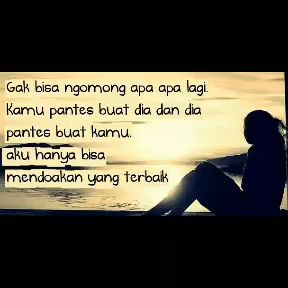 Gak bisa ngomong apa apa lagi.
Kamu pantes buat dia dan dia
pantes buat kamu.
aku hanya bisa
mendoakan yang terbaik